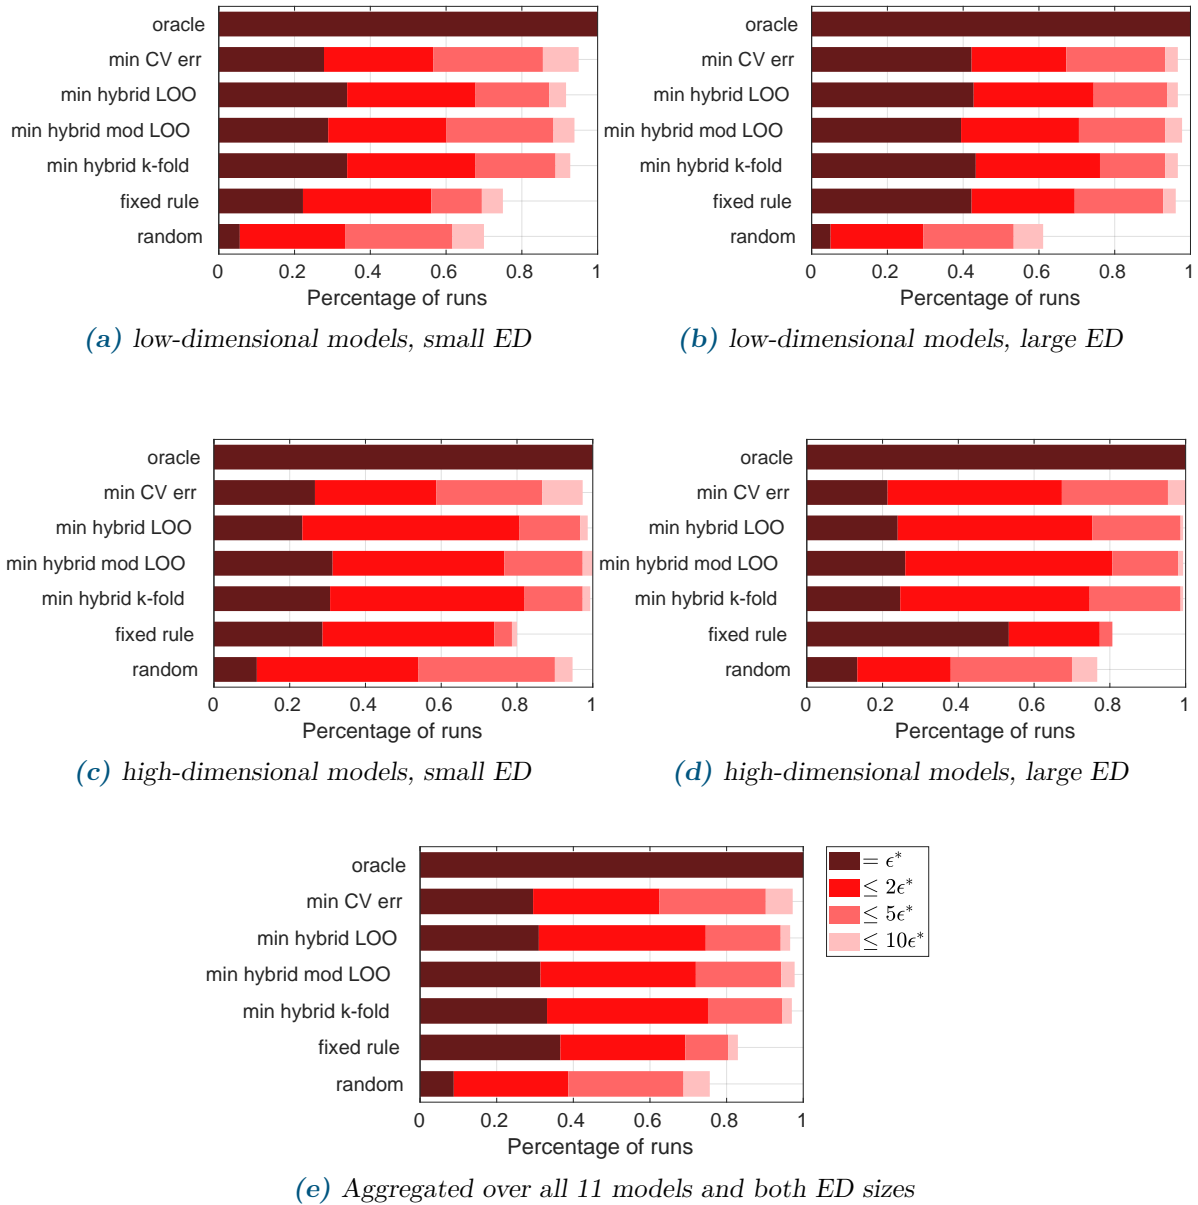 oracle
min CV err
min hybrid LOO
min hybrid mod LOO
min hybrid k-fold
fixed rule
random
0 0.2 0.4 0.6 0.8 1
Percentage of runs
(a) low-dimensional models, small ED
oracle
min CV err
min hybrid LOO
min hybrid mod LOO
min hybrid k-fold
fixed rule
random
0 0.2 0.4 0.6 0.8 1
Percentage of runs
(b) low-dimensional models, large ED
oracle
min CV err
min hybrid LOO
min hybrid mod LOO
min hybrid k-fold
fixed rule
random
0 0.2 0.4 0.6 0.8 1
Percentage of runs
(c) high-dimensional models, small ED
oracle
min CV err
min hybrid LOO
min hybrid mod LOO
min hybrid k-fold
fixed rule
random
0 0.2 0.4 0.6 0.8 1
Percentage of runs
(d) high-dimensional models, large ED
oracle
min CV err
min hybrid LOO
min hybrid mod LOO
min hybrid k-fold
fixed rule
random
0 0.2 0.4 0.6 0.8 1
Percentage of runs
= ϵ*
≤ 2ϵ*
≤ 5ϵ*
≤ 10ϵ*
(e) Aggregated over all 11 models and both ED sizes